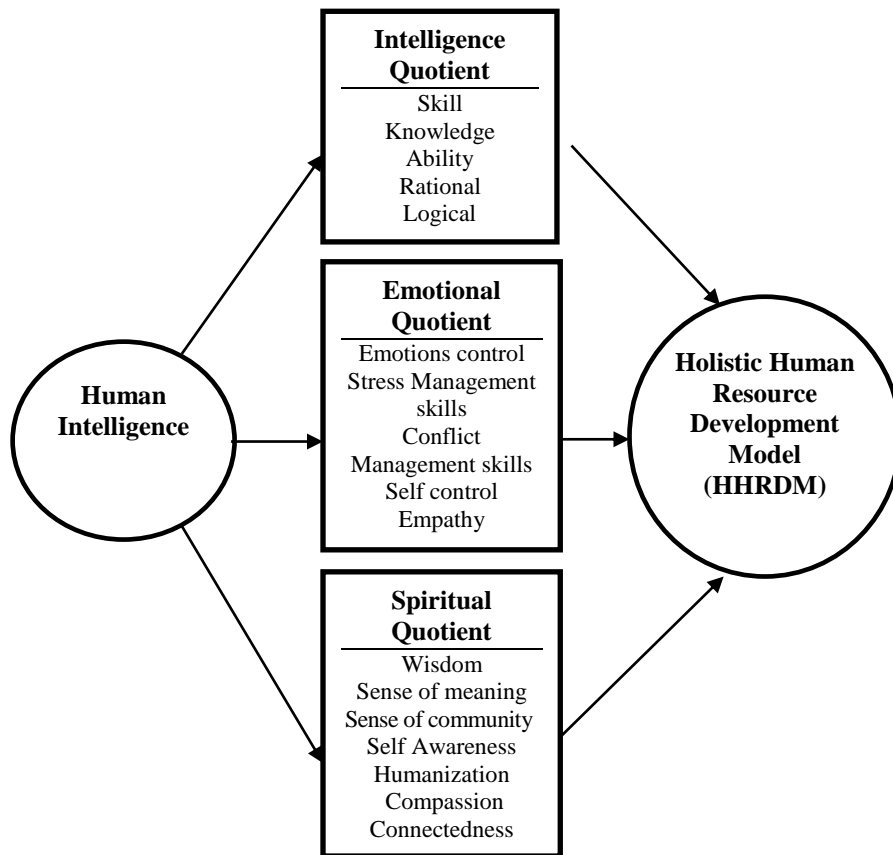 Intelligence
Quotient
Skill
Knowledge
Ability
Rational
Logical
Human
Intelligence
Emotional
Quotient
Emotions control
Stress Management
skills
Conflict
Management skills
Self control
Empathy
Spiritual
Quotient
Wisdom
Sense of meaning
Sense of community
Self Awareness
Humanization
Compassion
Connectedness
Holistic Human
Resource
Development
Model
(HHRDM)